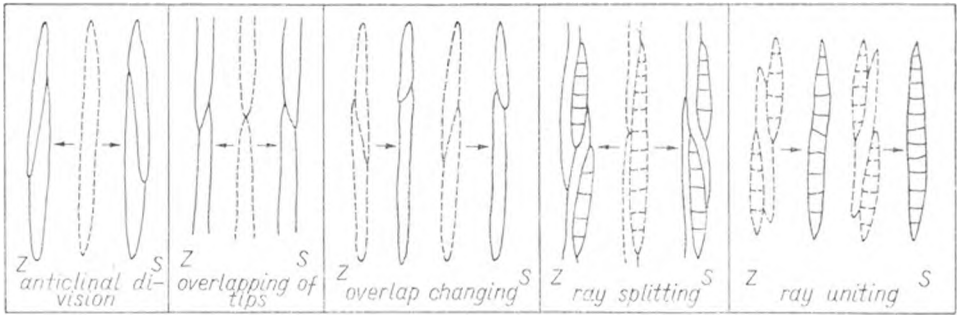 Z S
anticlinal di-
vision
Z S
overlapping of
tips
Z S
overlap changing
Z S
ray splitting
Z S
ray uniting